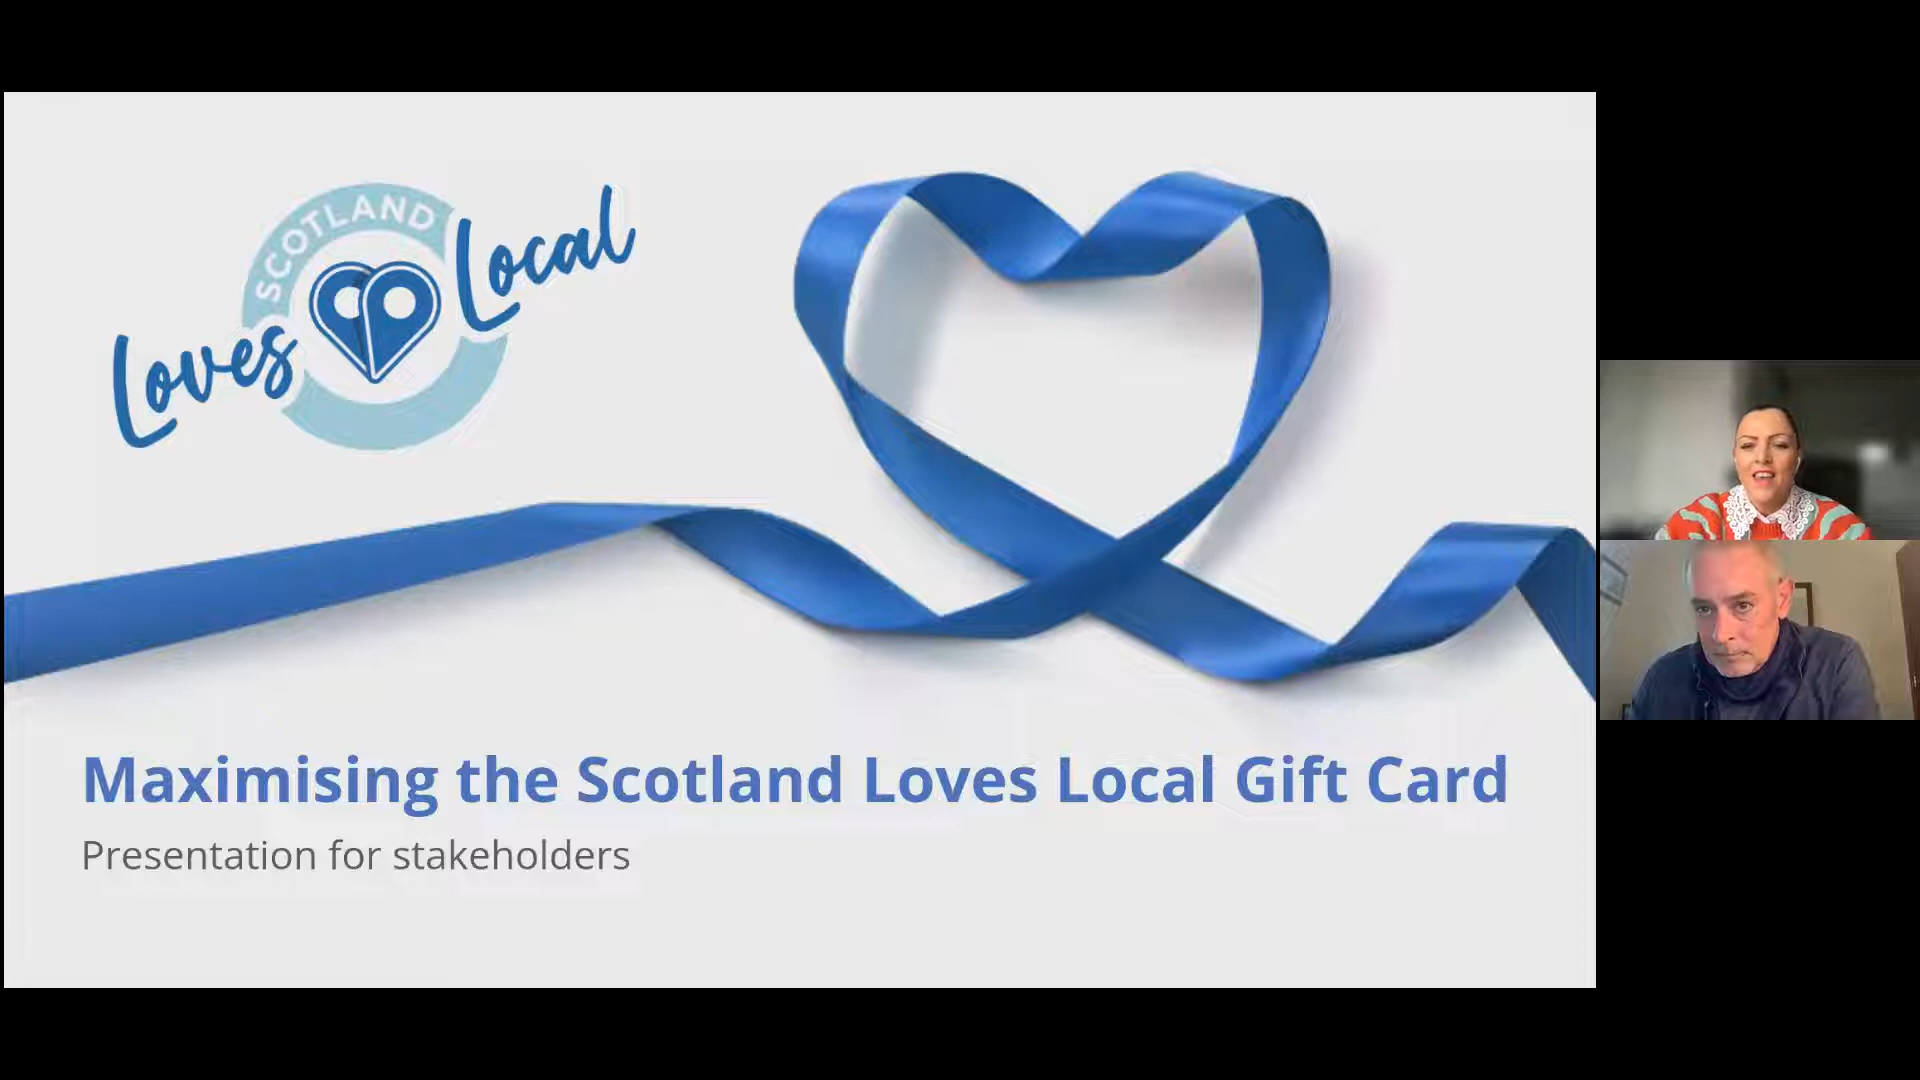 SCOTLAND
Loves Local
Maximising the Scotland Loves Local Gift Card
Presentation for stakeholders